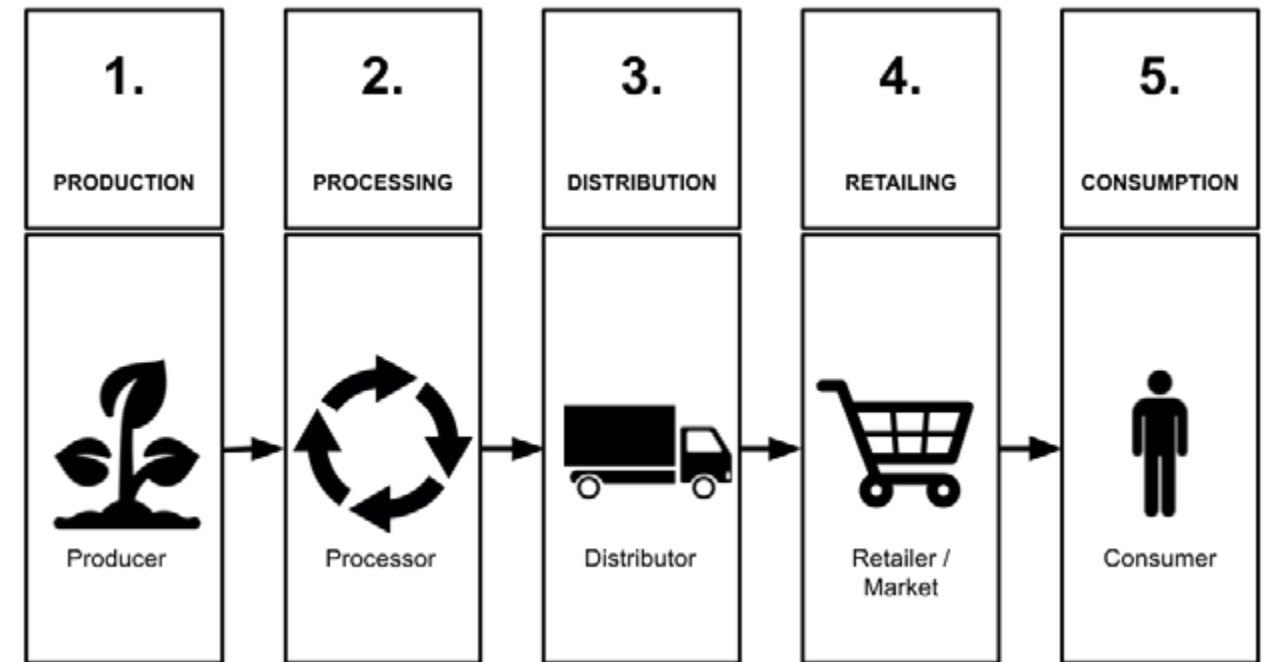 1.
PRODUCTION
2.
PROCESSING
3.
DISTRIBUTION
4.
RETAILING
5.
CONSUMPTION
Producer
Processor
Distributor
Retailer /
Market
Consumer